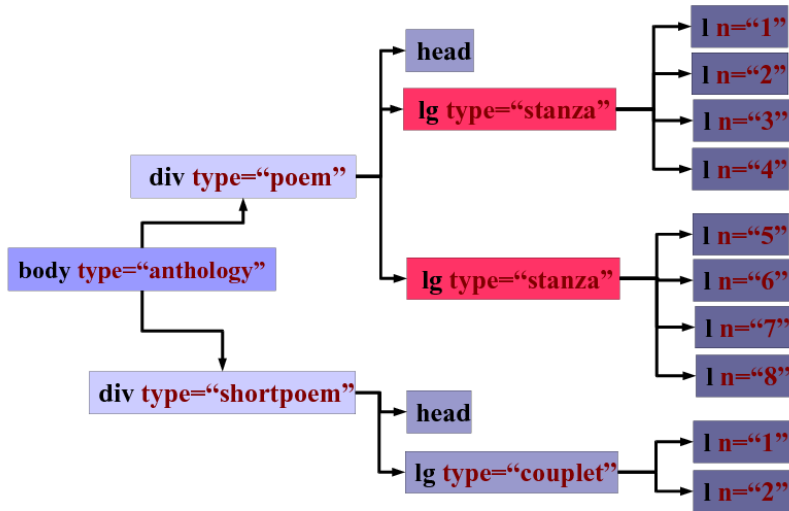 body type=“anthology”
div type=“poem”
head
lg type=“stanza”
l n=“1”
l n=“2”
l n=“3”
l n=“4”
lg type=“stanza”
l n=“5”
l n=“6”
l n=“7”
l n=“8”
div type=“shortpoem”
head
lg type=“couplet”
l n=“1”
l n=“2”